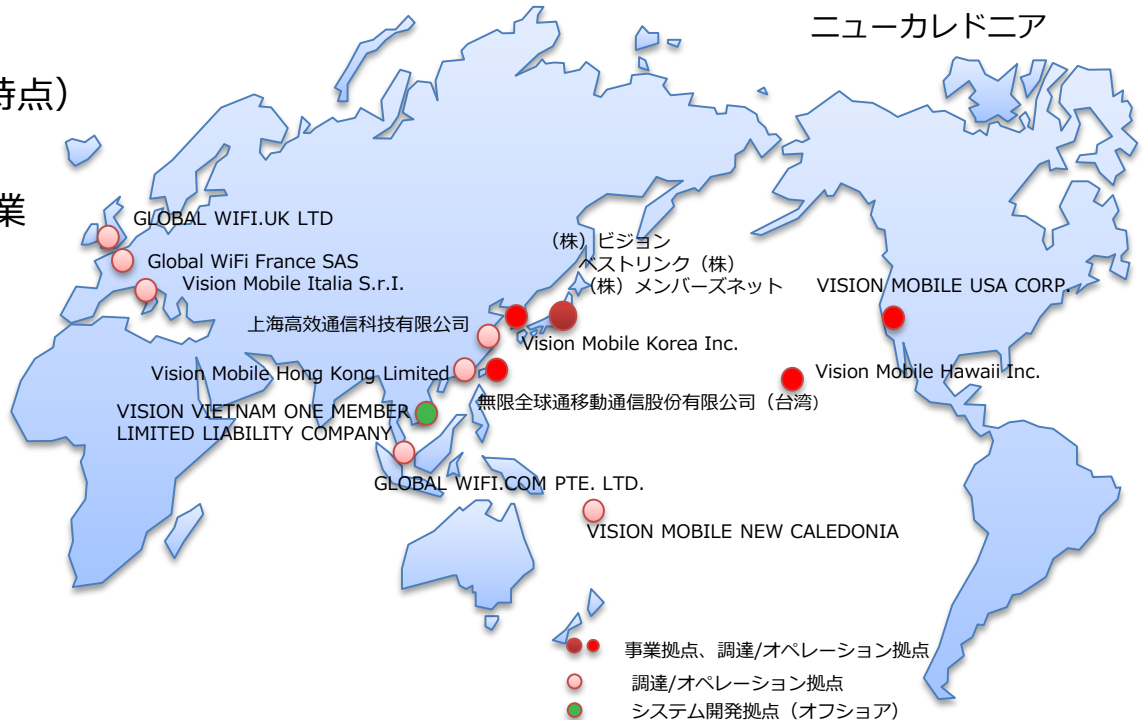 ニューカレドニア
時点）
業
GLOBAL WIFI.UK LTD
Global WiFi France SAS
Vision Mobile Italia S.r.I.
（株）ビジョン
ベストリンク（株）
（株）メンバーズネット
VISION MOBILE USA CORP.
上海高效通信科技有限公司
Vision Mobile Korea Inc.
Vision Mobile Hong Kong Limited
Vision Mobile Hawaii Inc.
無限全球通移動通信股份有限公司（台湾）
VISION VIETNAM ONE MEMBER
LIMITED LIABILITY COMPANY
GLOBAL WIFI.COM PTE. LTD.
VISION MOBILE NEW CALEDONIA
事業拠点、調達/オペレーション拠点
調達/オペレーション拠点
システム開発拠点（オフショア）